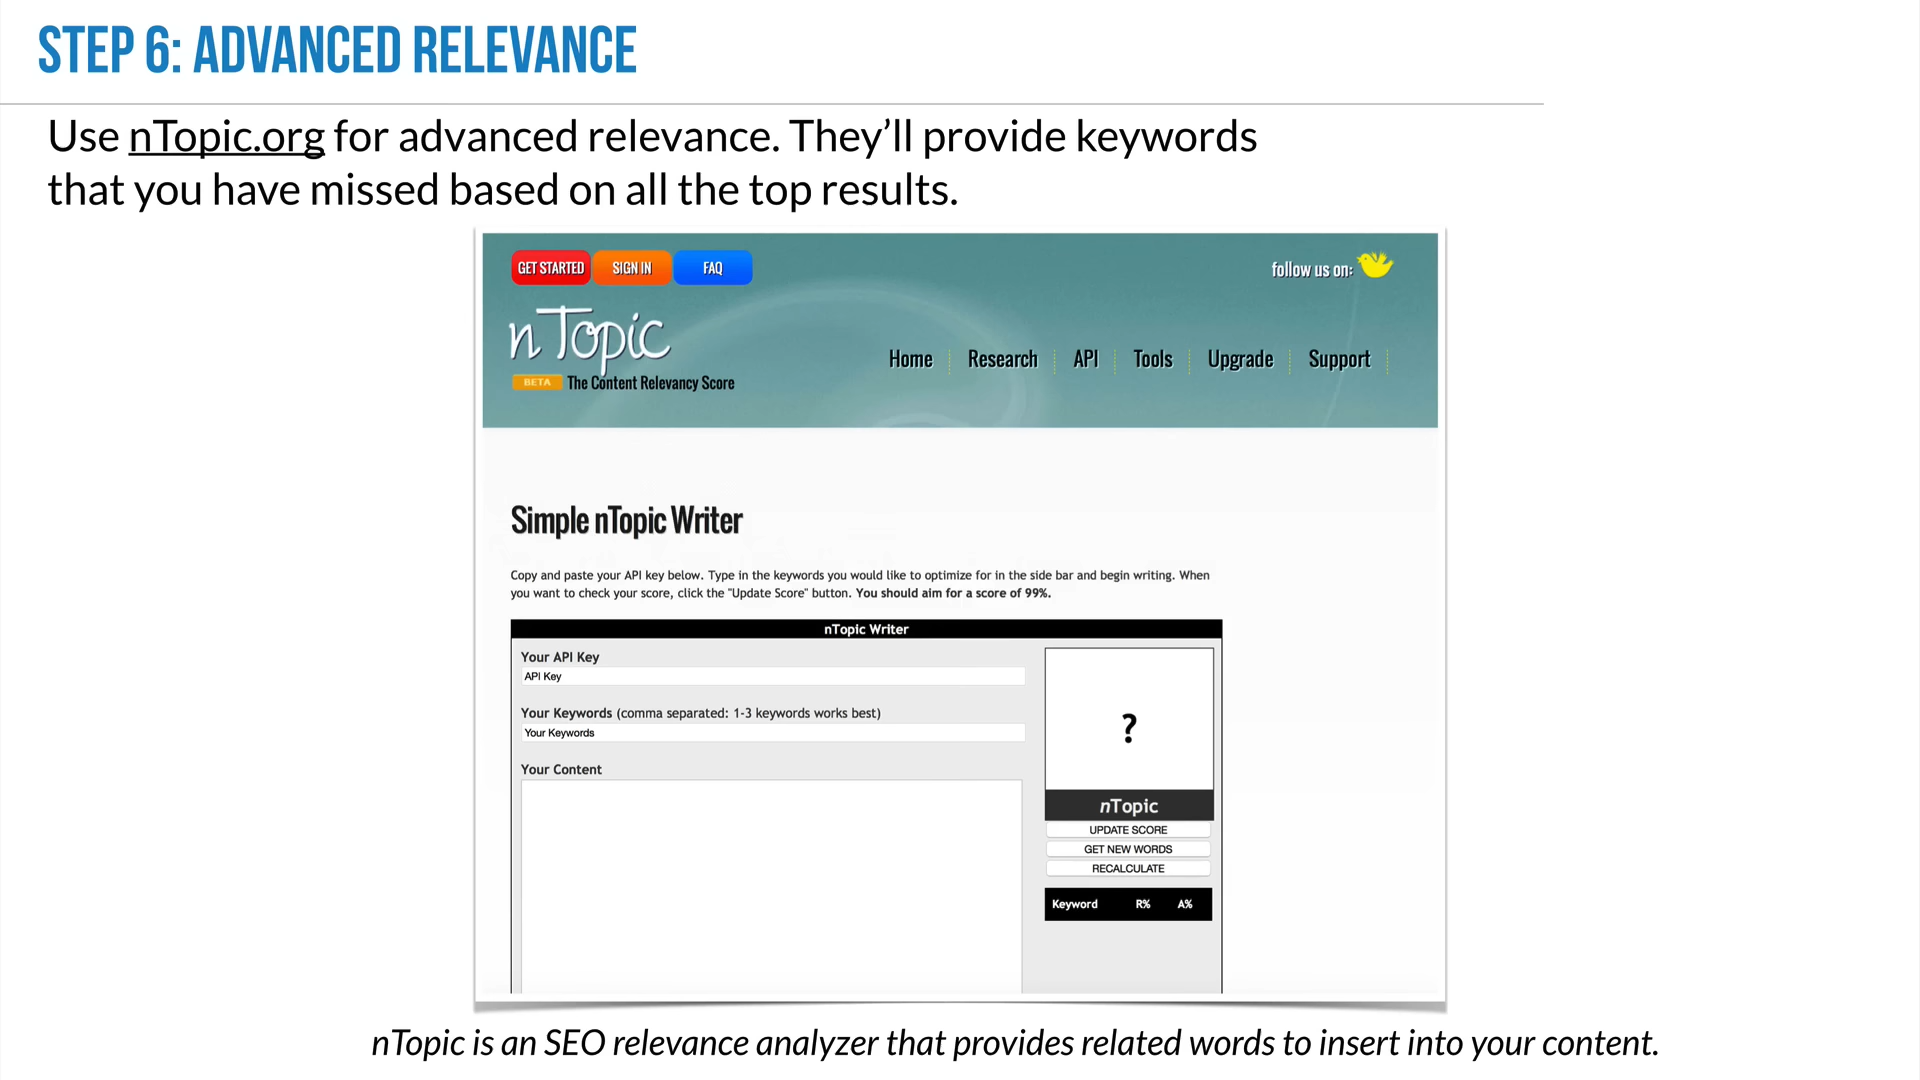 STEP 6: ADVANCED RELEVANCE
Use nTopic.org for advanced relevance. They’ll provide keywords
that you have missed based on all the top results.
GET STARTED SIGN IN FAQ
follow us on:
nTopic
BETA The Content Relevancy Score
Home Research API Tools Upgrade Support
Simple nTopic Writer
Copy and paste your API key below. Type in the keywords you would like to optimize for in the side bar and begin writing. When
you want to check your score, click the "Update Score" button. You should aim for a score of 99%.
nTopic Writer
Your API Key
API Key
Your Keywords (comma separated: 1-3 keywords works best)
Your Keywords
Your Content
?
nTopic
UPDATE SCORE
GET NEW WORDS
RECALCULATE
Keyword R% A%
nTopic is an SEO relevance analyzer that provides related words to insert into your content.